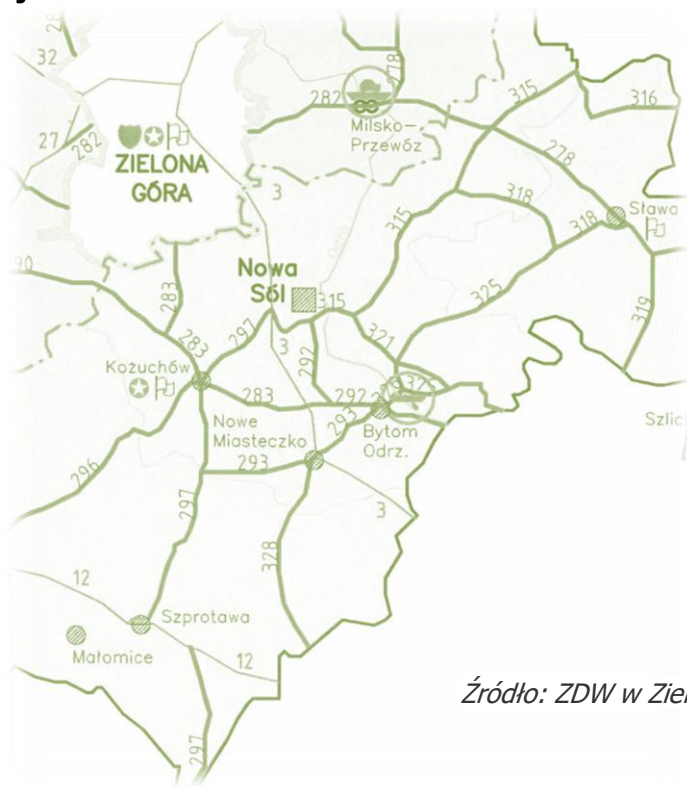 32
278
315
316
282
Milsko-
Przewóz
27
282
ZIELONA
GÓRA
278
3
318
Sława
318
315
Nowa
Sól
315
325
319
90
283
283
297
3
292
321
Kożuchów
283
292
Nowe
Miasteczko
293
Bytom
Odrz.
293
296
297
3
328
12
Szprotawa
Małomice
12
297
Źródło: ZDW w Ziel
Szlic